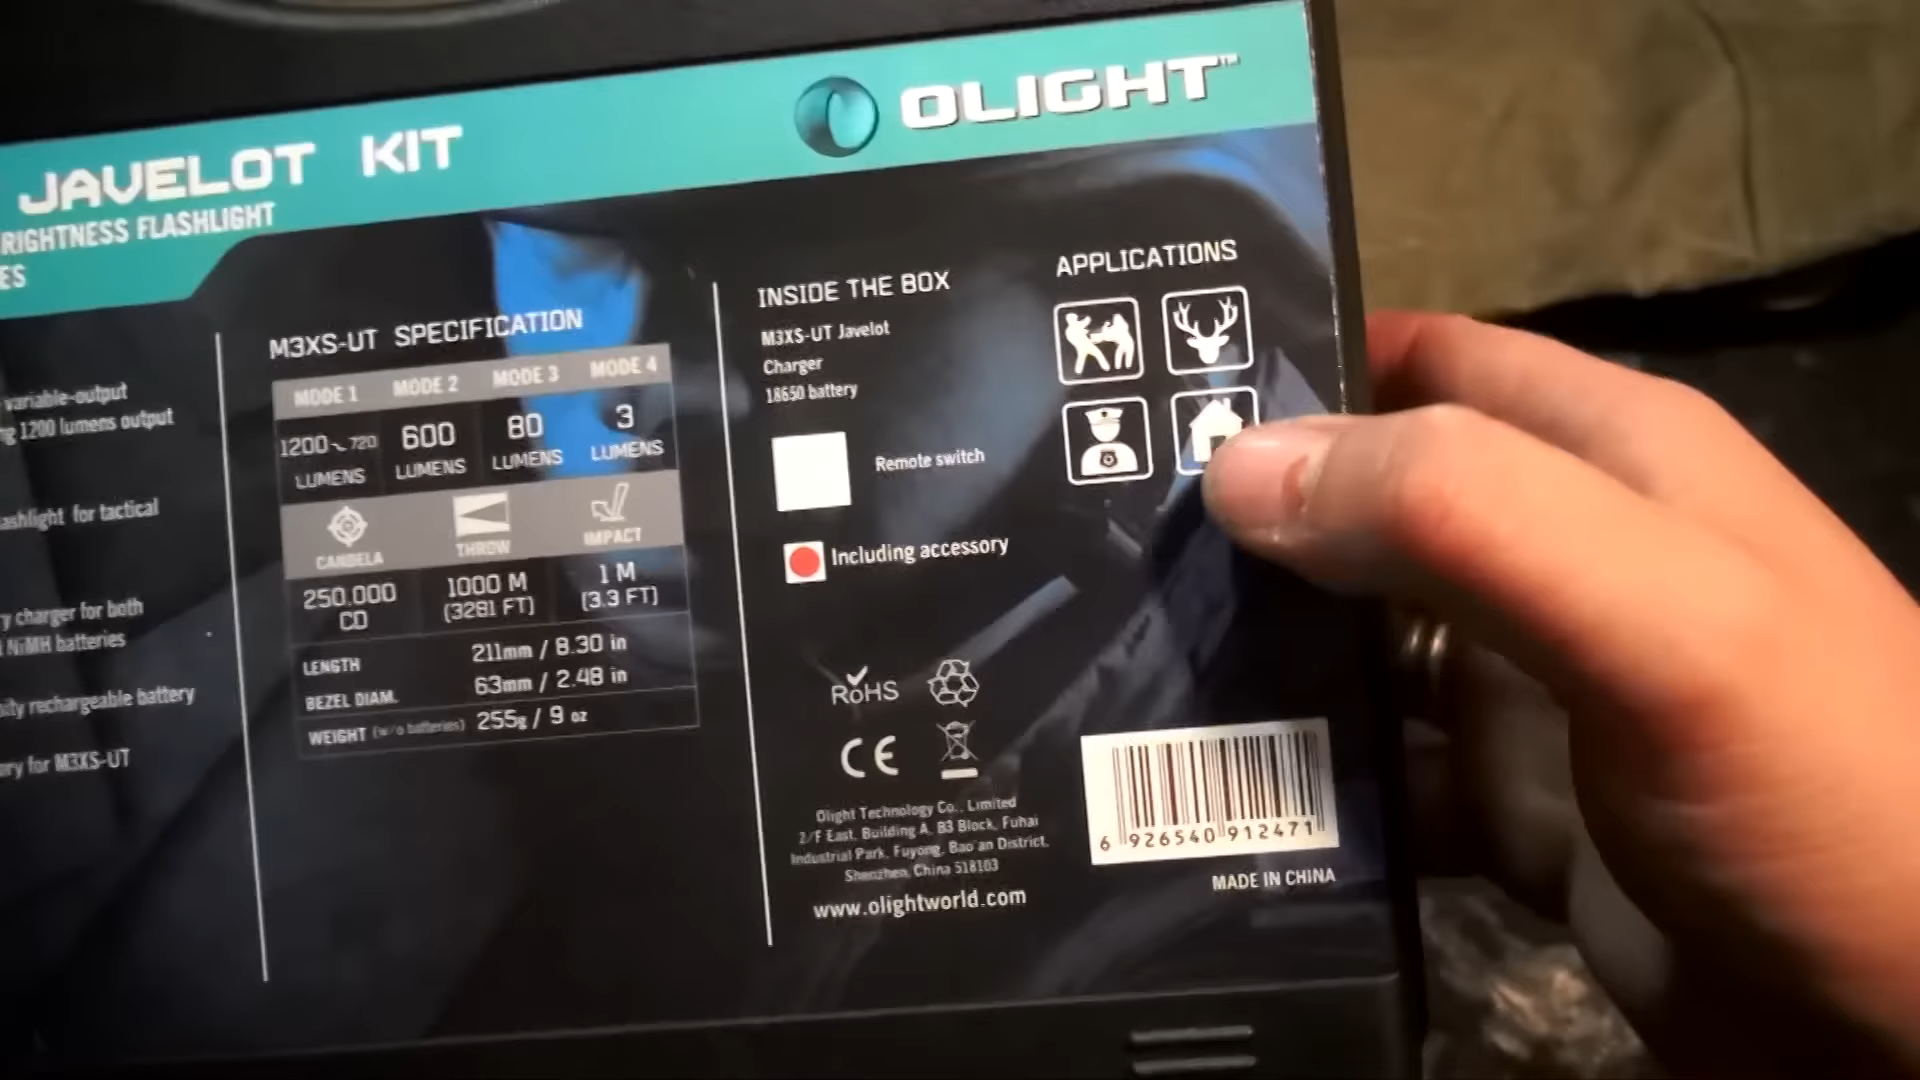 OLIGHT™
JAVELOT KIT
RIGHTNESS FLASHLIGHT
ES
variable-output
g 1200 lumens output
ashlight for tactical
y charger for both
NiMH batteries
ity rechargeable battery
ery for M3XS-UT
M3XS-UT SPECIFICATION
MODE 1 MODE 2 MODE 3 MODE 4
1200~720 600 80 3
LUMENS LUMENS LUMENS LUMENS
CANDELA THROW IMPACT
250.000 1000 M 1 M
CD (3281 FT) (3.3 FT)
LENGTH 211mm / 8.30 in
BEZEL DIAM. 63mm / 2.48 in
WEIGHT (w/o batteries) 255g / 9 oz
INSIDE THE BOX
M3XS-UT Javelot
Charger
18650 battery
Remote switch
Including accessory
RoHS
CE
Olight Technology Co., Limited
2/F East, Building A, B3 Block, Fuhai
Industrial Park, Fuyong, Bao'an District,
Shenzhen, China 518103
www.olightworld.com
APPLICATIONS
6 926540 912471
MADE IN CHINA